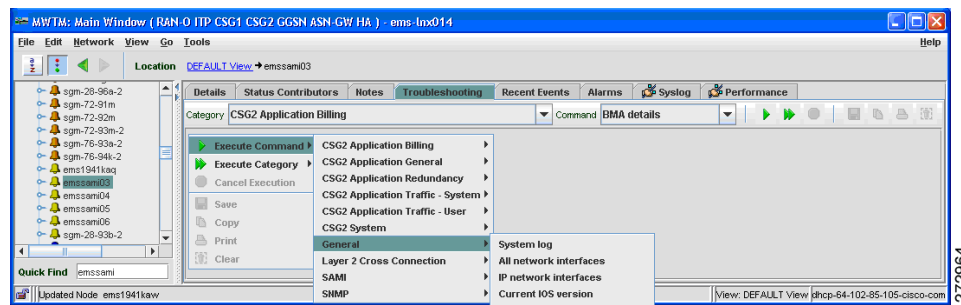 MWTM: Main Window ( RAN-O ITP CSG1 CSG2 GGSN ASN-GW HA ) - ems-lnx014
File Edit Network View Go Tools Help
Location DEFAULT View emssami03
sgm-28-96a-2
sgm-72-91m
sgm-72-92m
sgm-72-93m-2
sgm-76-93a-2
sgm-76-94k-2
ems1941kaq
emssami03
emssami04
emssami05
emssami06
sgm-28-93b-2
Quick Find emssami
Details Status Contributors Notes Troubleshooting Recent Events Alarms Syslog Performance
Category CSG2 Application Billing Command BMA details
Execute Command
Execute Category
Cancel Execution
Save
Copy
Print
Clear
CSG2 Application Billing
CSG2 Application General
CSG2 Application Redundancy
CSG2 Application Traffic - System
CSG2 Application Traffic - User
CSG2 System
General
Layer 2 Cross Connection
SAMI
SNMP
System log
All network interfaces
IP network interfaces
Current IOS version
Updated Node ems1941kaw
View: DEFAULT View dhcp-64-102-85-105-cisco-com